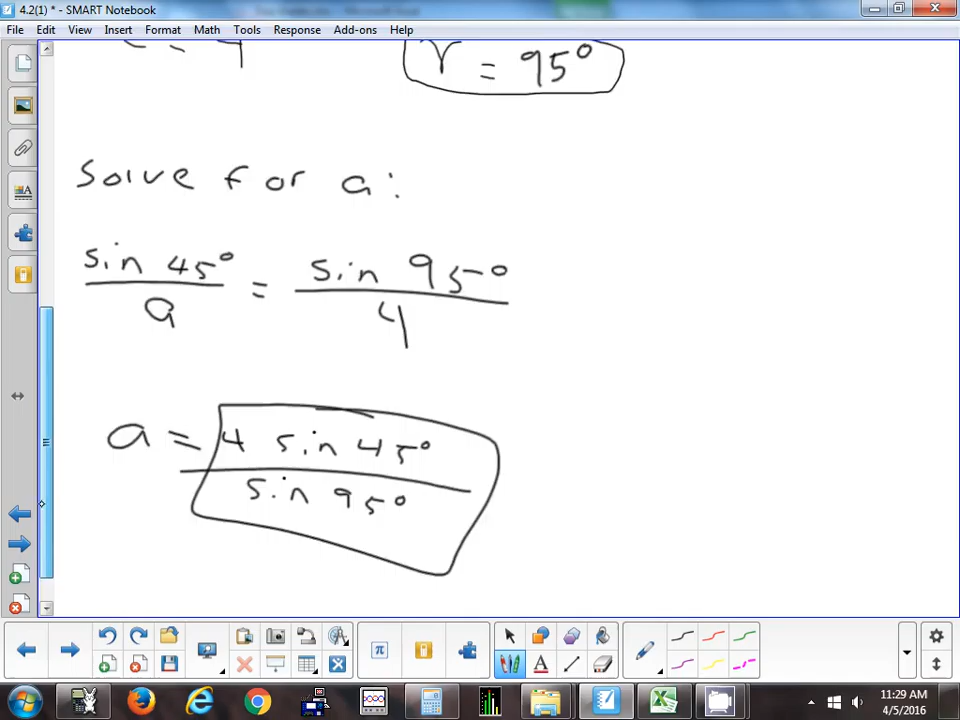 4.2(1) * - SMART Notebook
File Edit View Insert Format Math Tools Response Add-ons Help
γ = 95°
Solve for a:
sin 45° / a = sin 95° / 4
a = 4 sin 45° / sin 95°
11:29 AM
4/5/2016